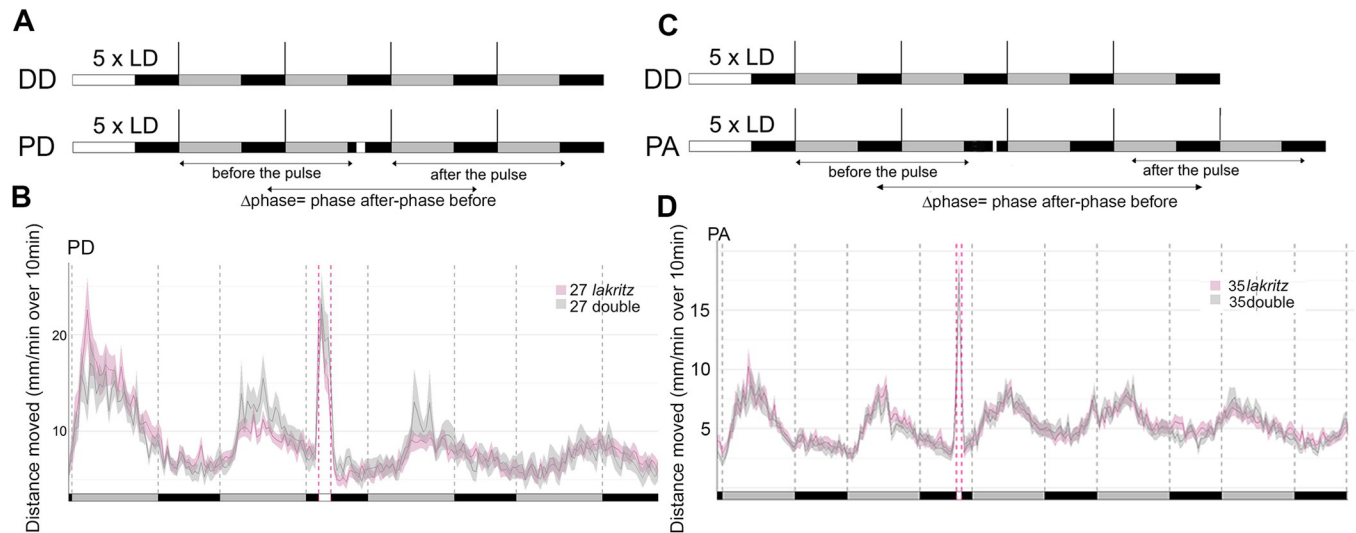 A
5 x LD
DD
5 x LD
PD
before the pulse
after the pulse
Δphase= phase after-phase before
B
PD
Distance moved (mm/min over 10min)
20
10
27 lakritz
27 double
C
5 x LD
DD
5 x LD
PA
before the pulse
after the pulse
Δphase= phase after-phase before
D
PA
Distance moved (mm/min over 10min)
15
10
5
35lakritz
35double